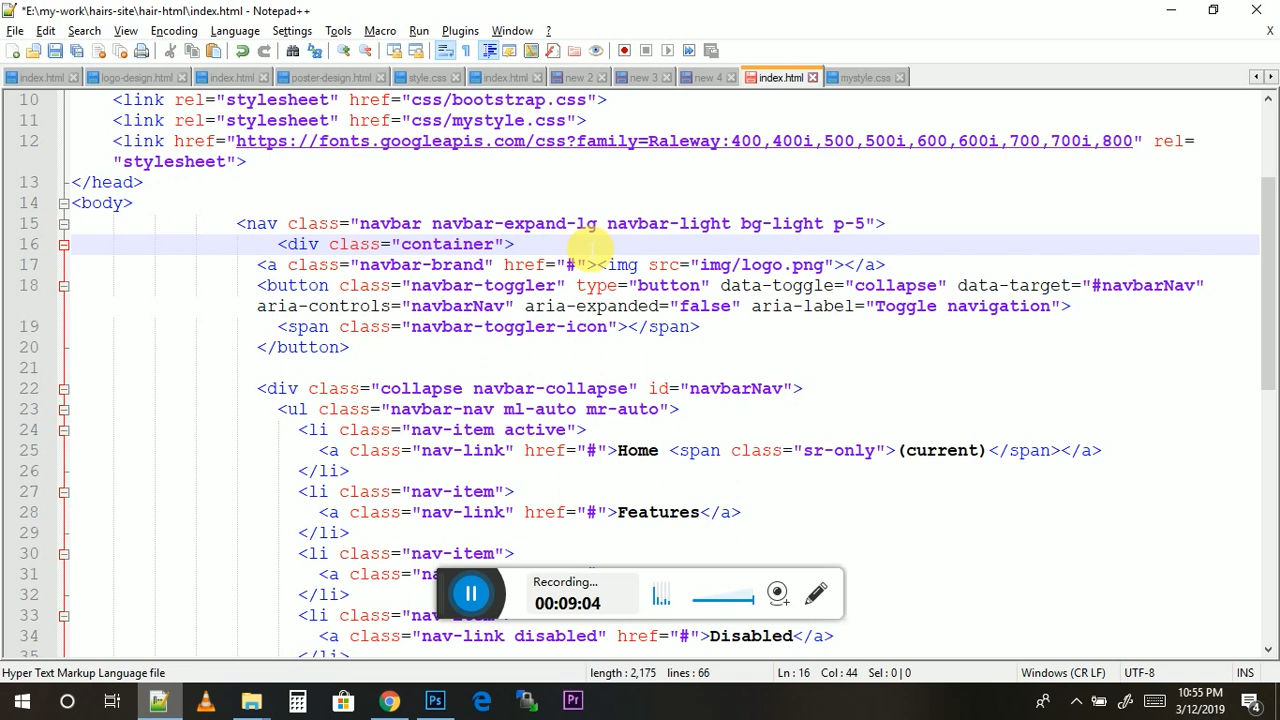 *E:\my-work\hairs-site\hair-html\index.html - Notepad++
File Edit Search View Encoding Language Settings Tools Macro Run Plugins Window ? X
index.html logo-design.html index.html poster-design.html style.css index.html new 2 new 3 new 4 index.html mystyle.css
10 <link rel="stylesheet" href="css/bootstrap.css">
11 <link rel="stylesheet" href="css/mystyle.css">
12 <link href="https://fonts.googleapis.com/css?family=Raleway:400,400i,500,500i,600,600i,700,700i,800" rel=
"stylesheet">
13 </head>
14 <body>
15 <nav class="navbar navbar-expand-lg navbar-light bg-light p-5">
16 <div class="container">
17 <a class="navbar-brand" href="#"><img src="img/logo.png"></a>
18 <button class="navbar-toggler" type="button" data-toggle="collapse" data-target="#navbarNav"
aria-controls="navbarNav" aria-expanded="false" aria-label="Toggle navigation">
19 <span class="navbar-toggler-icon"></span>
20 </button>
21
22 <div class="collapse navbar-collapse" id="navbarNav">
23 <ul class="navbar-nav ml-auto mr-auto">
24 <li class="nav-item active">
25 <a class="nav-link" href="#">Home <span class="sr-only">(current)</span></a>
26 </li>
27 <li class="nav-item">
28 <a class="nav-link" href="#">Features</a>
29 </li>
30 <li class="nav-item">
31 <a class="
32 </li>
33 <li class="
34 <a class="nav-link disabled" href="#">Disabled</a>
35 </li>
Recording...
00:09:04
Hyper Text Markup Language file length : 2,175 lines : 66 Ln : 16 Col : 44 Sel : 0 | 0 Windows (CR LF) UTF-8 INS
Ps Pr 10:55 PM
3/12/2019 4